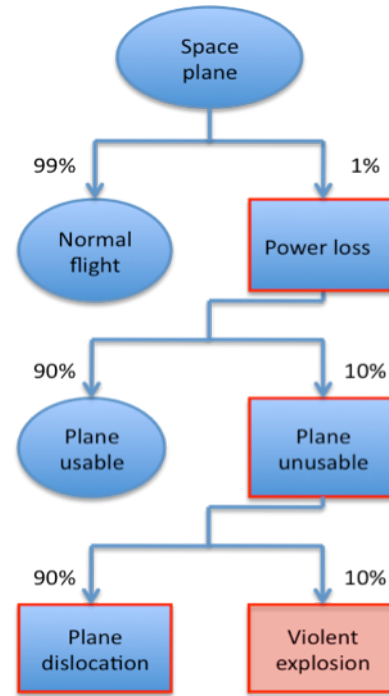 Space
plane
99%
1%
Normal
flight
Power loss
90%
10%
Plane
usable
Plane
unusable
90%
10%
Plane
dislocation
Violent
explosion